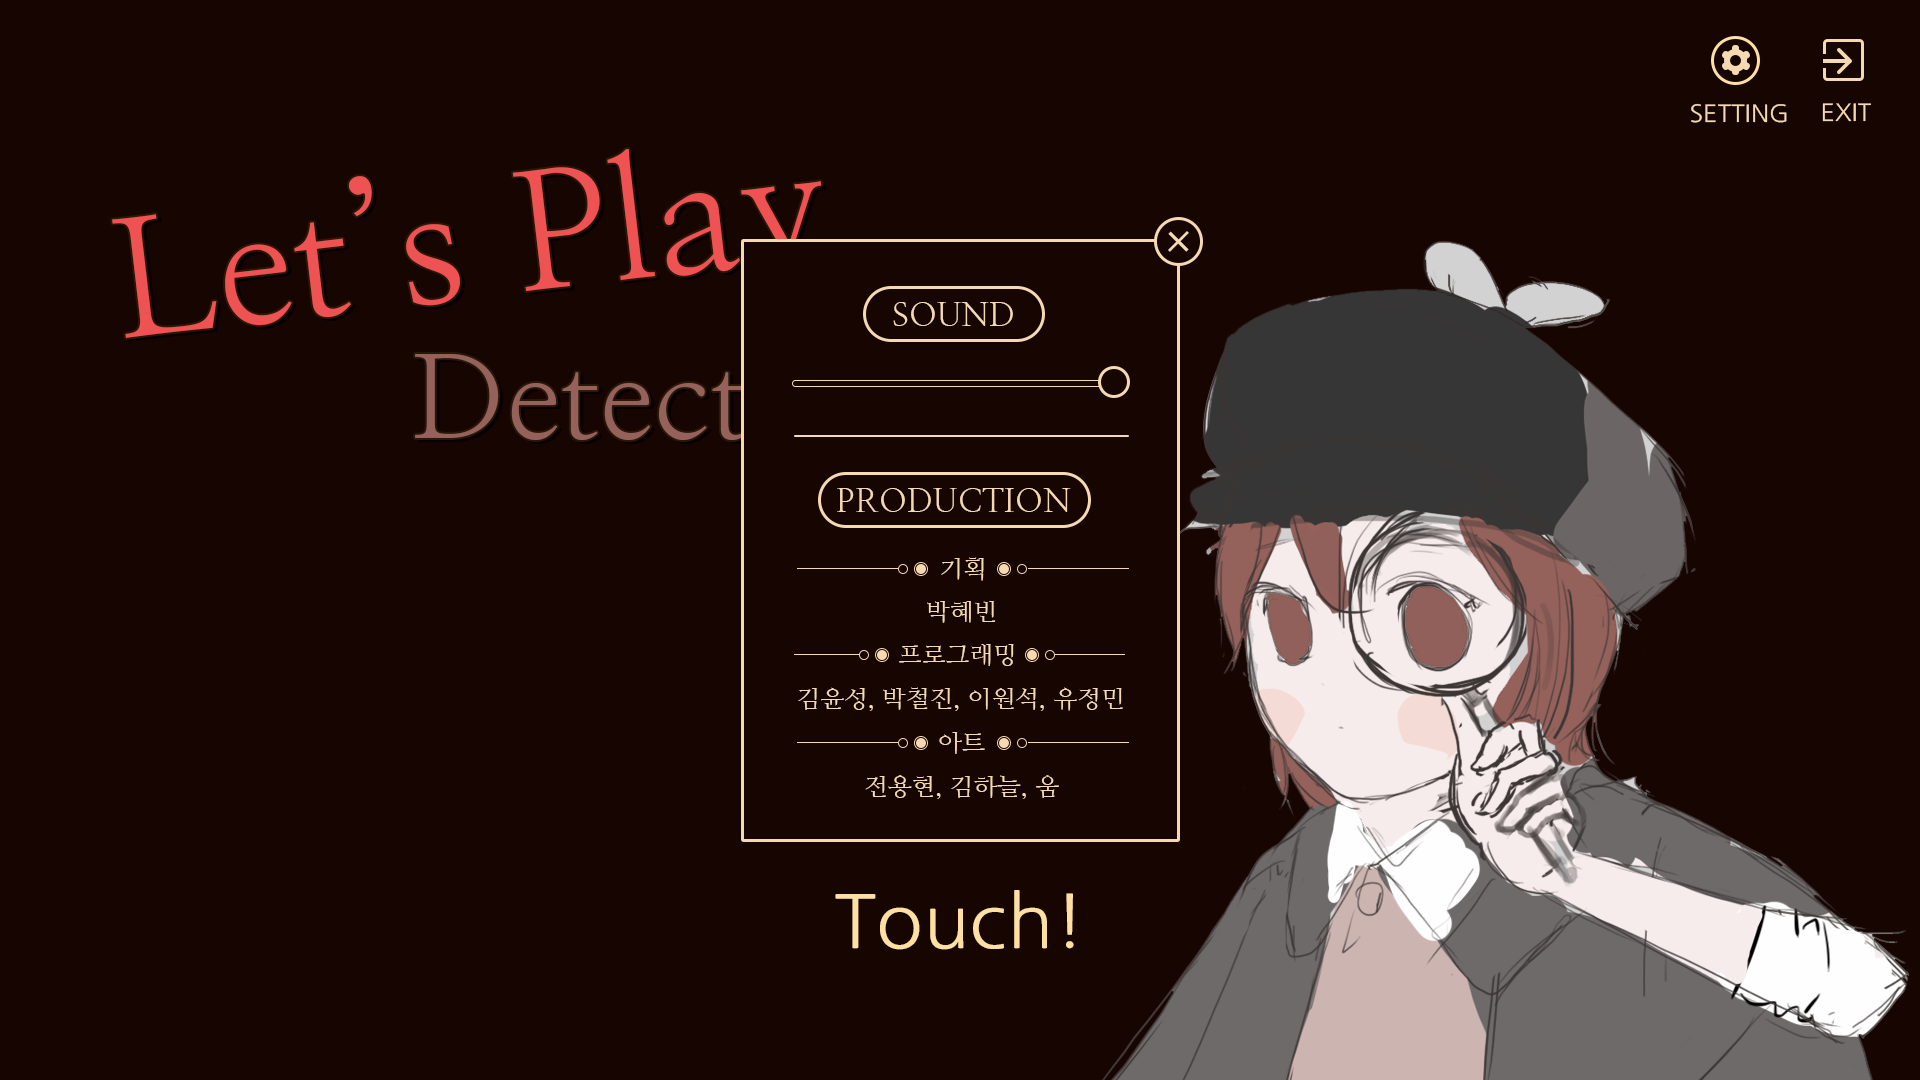 SETTING EXIT
Let's Play
Detect
SOUND
PRODUCTION
기획
박혜빈
프로그래밍
김윤성, 박철진, 이원석, 유정민
아트
전용현, 김하늘, 움
Touch!